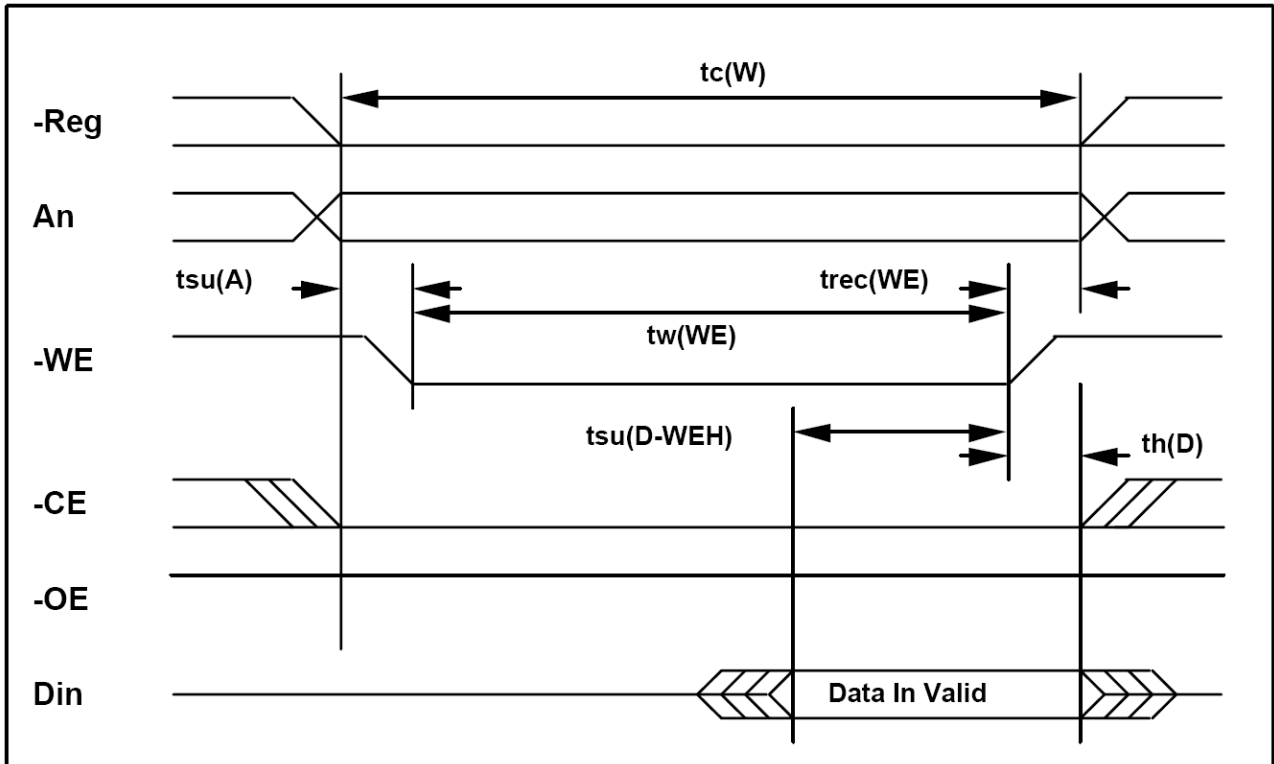 tc(W)
-Reg
An
tsu(A)
trec(WE)
tw(WE)
-WE
tsu(D-WEH)
th(D)
-CE
-OE
Din
Data In Valid